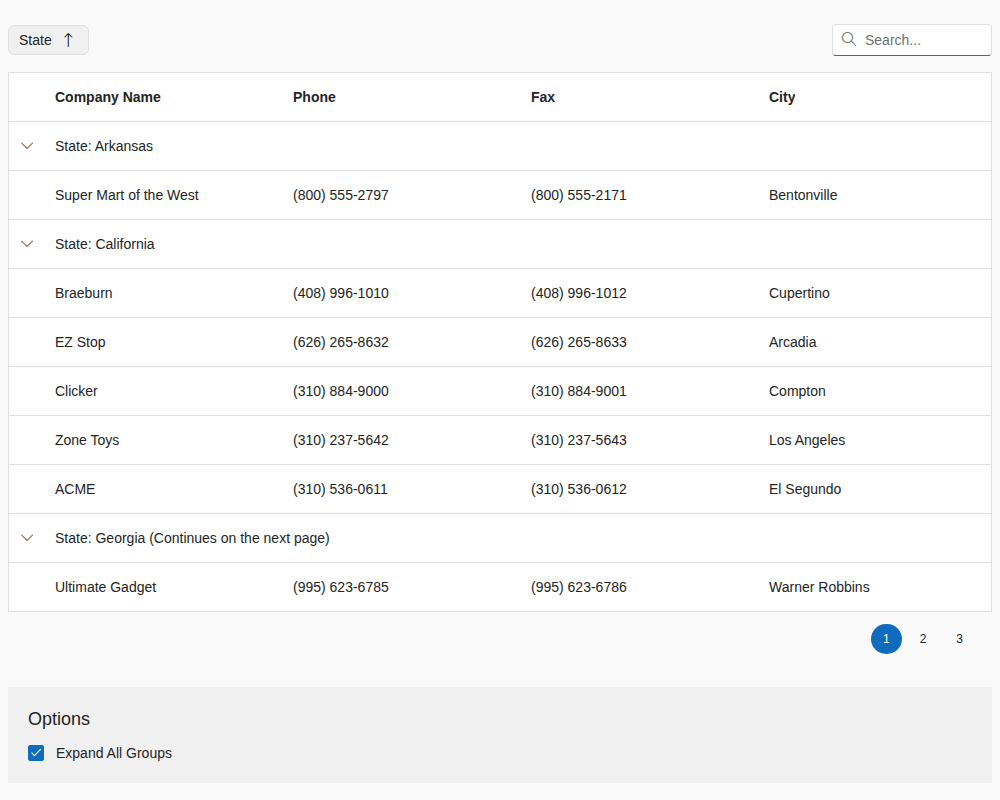 State
Search...
Company Name Phone Fax City
State: Arkansas
Super Mart of the West (800) 555-2797 (800) 555-2171 Bentonville
State: California
Braeburn (408) 996-1010 (408) 996-1012 Cupertino
EZ Stop (626) 265-8632 (626) 265-8633 Arcadia
Clicker (310) 884-9000 (310) 884-9001 Compton
Zone Toys (310) 237-5642 (310) 237-5643 Los Angeles
ACME (310) 536-0611 (310) 536-0612 El Segundo
State: Georgia (Continues on the next page)
Ultimate Gadget (995) 623-6785 (995) 623-6786 Warner Robbins
1 2 3
Options
Expand All Groups